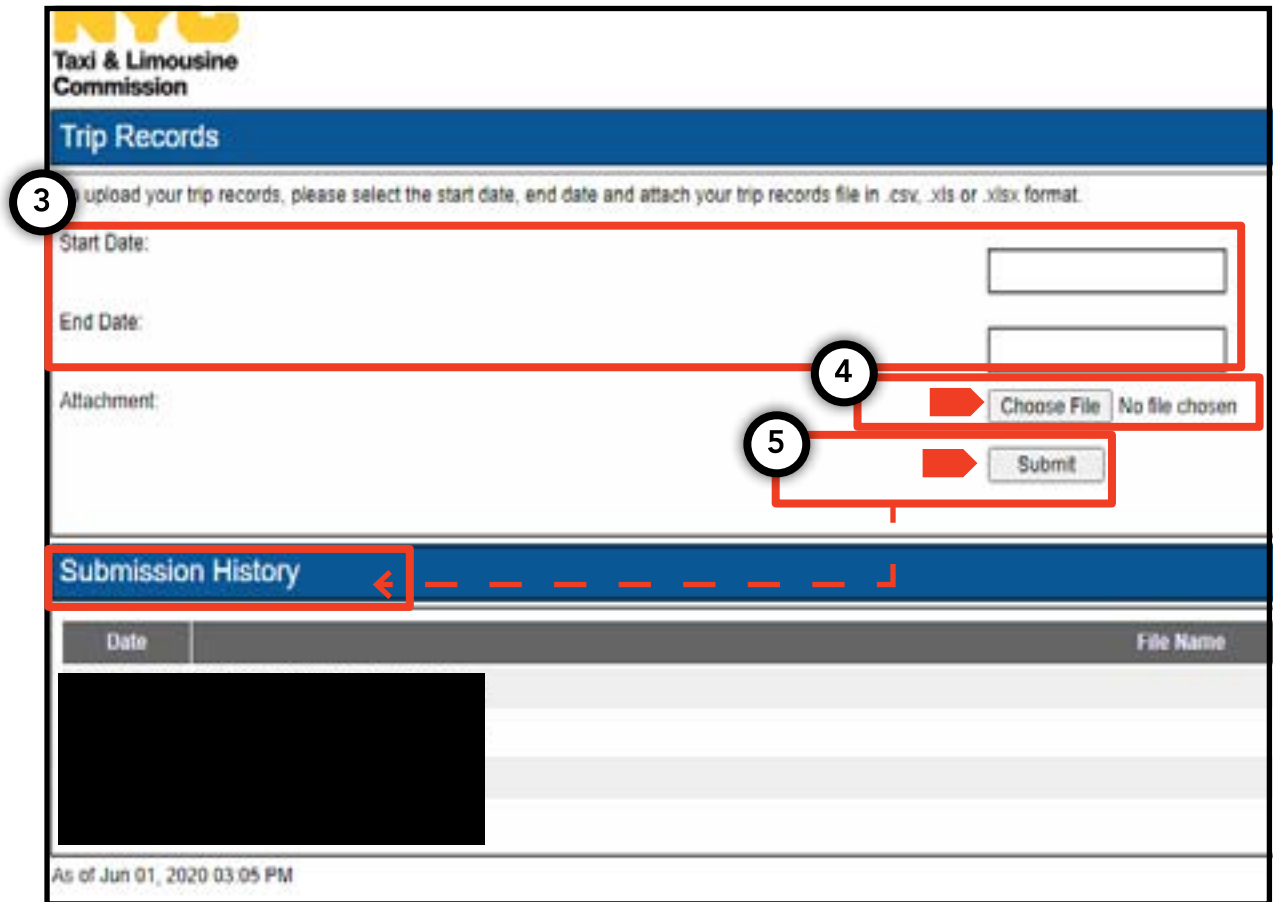 NYC
Taxi & Limousine
Commission
Trip Records
3
upload your trip records, please select the start date, end date and attach your trip records file in .csv, .xls or .xlsx format.
Start Date:
End Date:
4
Attachment:
Choose File No file chosen
5
Submit
Submission History
Date File Name
As of Jun 01, 2020 03:05 PM